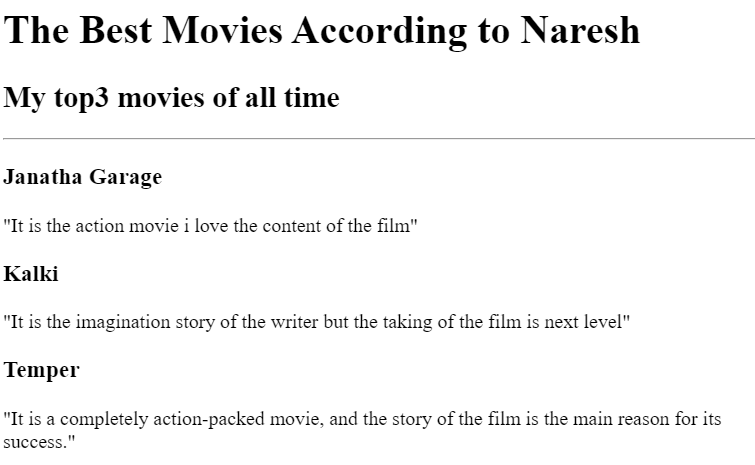 The Best Movies According to Naresh
My top3 movies of all time
Janatha Garage
"It is the action movie i love the content of the film"
Kalki
"It is the imagination story of the writer but the taking of the film is next level"
Temper
"It is a completely action-packed movie, and the story of the film is the main reason for its
success."